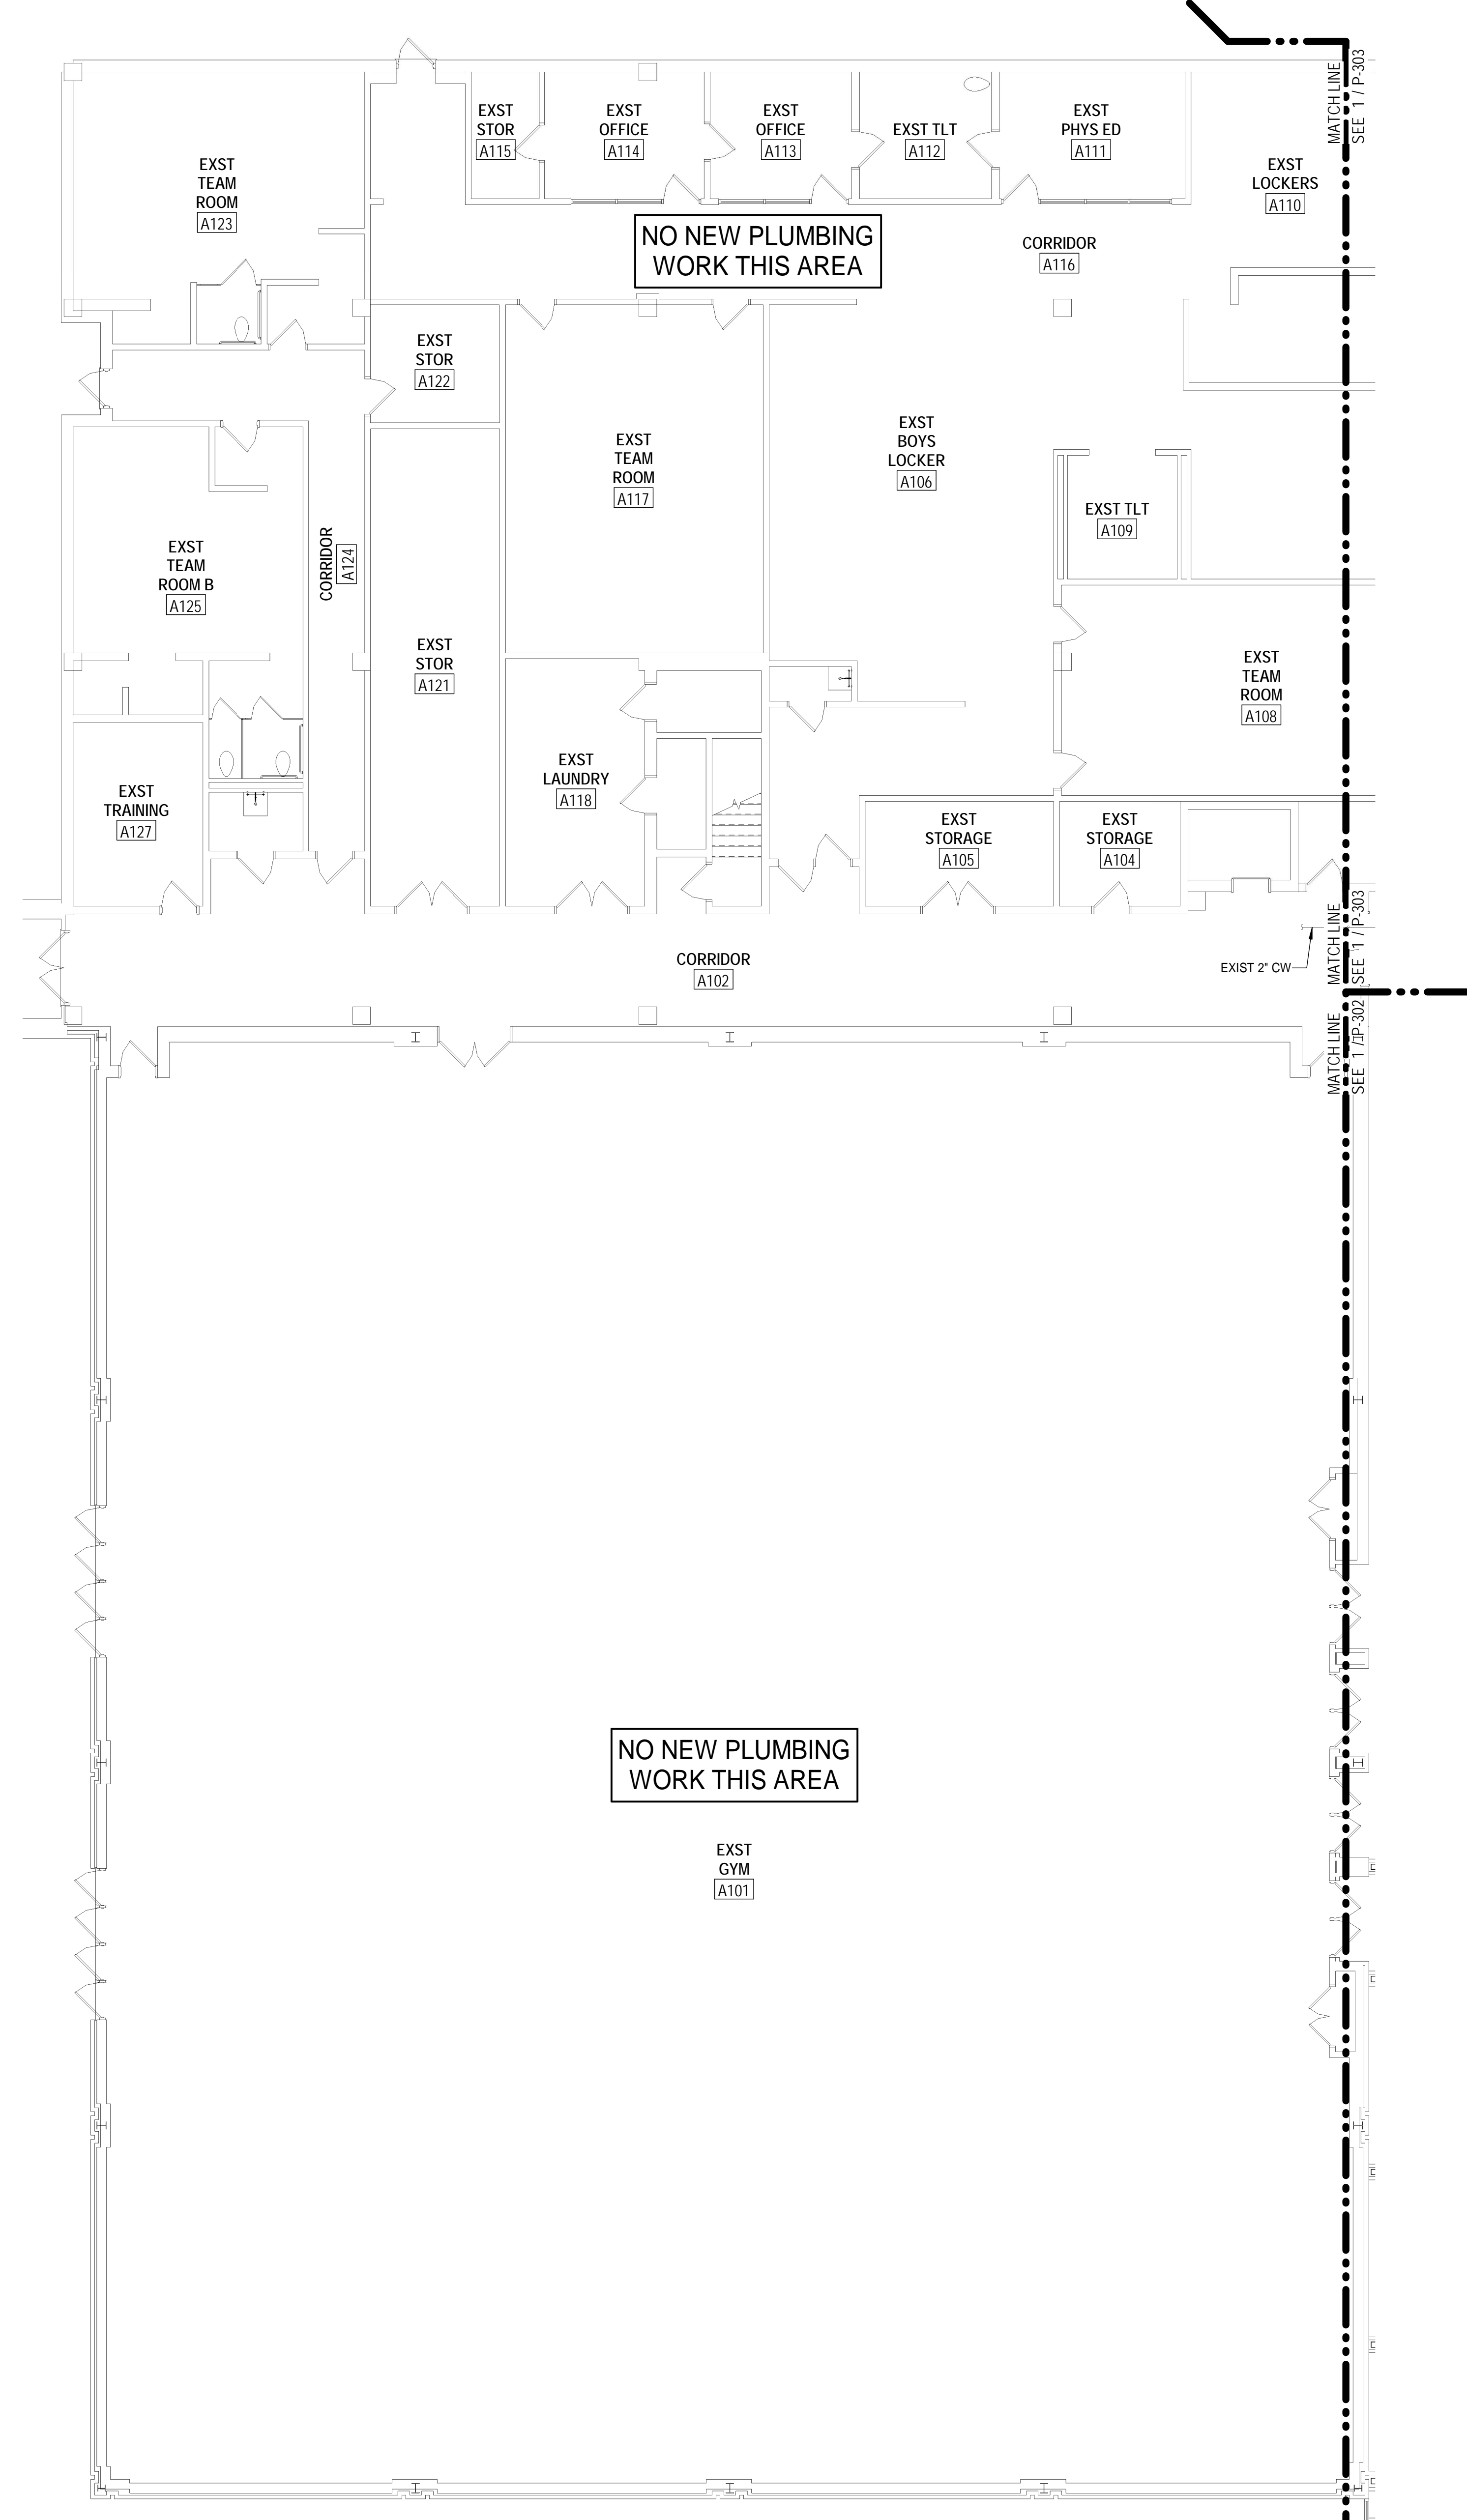 MATCH LINE
SEE 1 / P-303
EXST
STOR
A115
EXST
OFFICE
A114
EXST
OFFICE
A113
EXST TLT
A112
EXST
PHYS ED
A111
EXST
LOCKERS
A110
EXST
TEAM
ROOM
A123
NO NEW PLUMBING
WORK THIS AREA
CORRIDOR
A116
EXST
STOR
A122
EXST
TEAM
ROOM
A117
EXST
BOYS
LOCKER
A106
EXST TLT
A109
EXST
TEAM
ROOM B
A125
CORRIDOR
A124
EXST
STOR
A121
EXST
TEAM
ROOM
A108
EXST
LAUNDRY
A118
EXST
TRAINING
A127
EXST
STORAGE
A105
EXST
STORAGE
A104
CORRIDOR
A102
EXIST 2" CW
MATCH LINE
SEE 1 / P-303
MATCH LINE
SEE 1 / P-302
NO NEW PLUMBING
WORK THIS AREA
EXST
GYM
A101